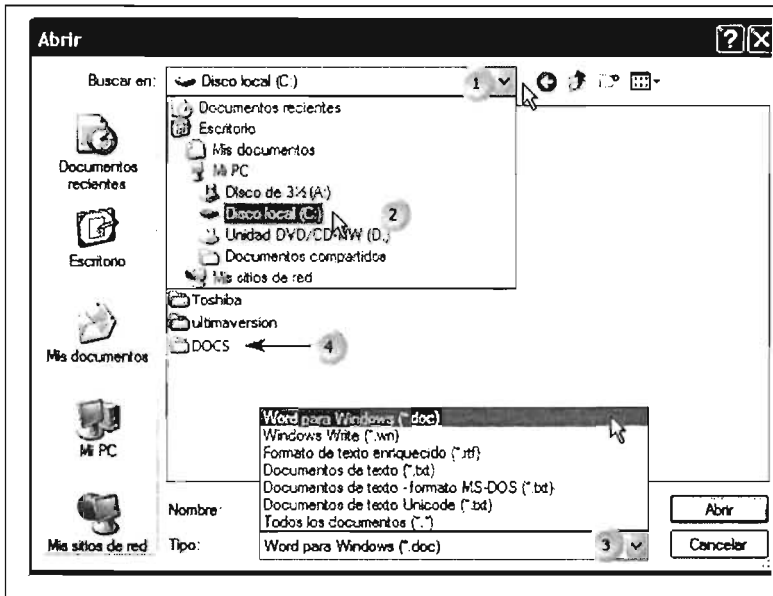 Abrir
Buscar en:
Disco local (C:)
1
Documentos recientes
Escritorio
Mis documentos
Mi PC
Disco de 3½ (A:)
Disco local (C:)
2
Unidad DVD/CD-RW (D:)
Documentos compartidos
Mis sitios de red
Toshiba
ultimaversion
DOCS
4
Documentos
recientes
Escritorio
Mis documentos
Mi PC
Mis sitios de red
Word para Windows (*.doc)
Windows Write (*.wri)
Formato de texto enriquecido (*.rtf)
Documentos de texto (*.txt)
Documentos de texto - formato MS-DOS (*.txt)
Documentos de texto Unicode (*.txt)
Todos los documentos (*.*)
Nombre:
Abrir
Tipo:
Word para Windows (*.doc)
3
Cancelar